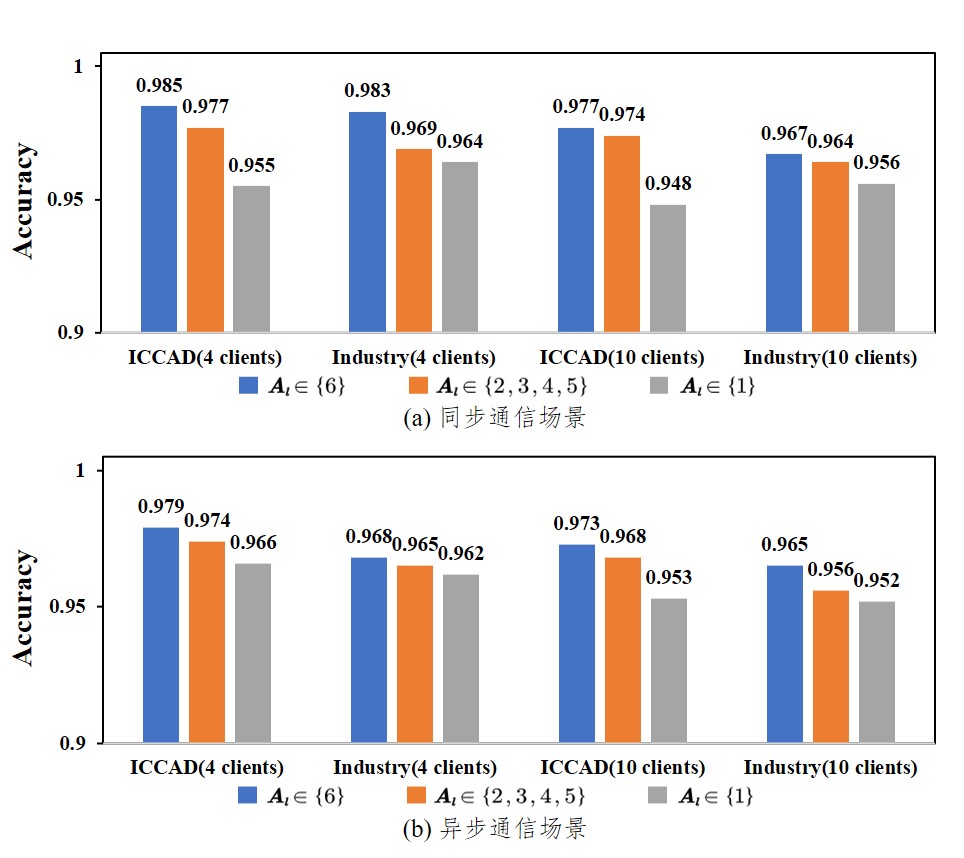 Accuracy
1
0.95
0.9
0.985 0.977 0.955 0.983 0.969 0.964 0.977 0.974 0.948 0.967 0.964 0.956
ICCAD(4 clients) Industry(4 clients) ICCAD(10 clients) Industry(10 clients)
A_l ∈ {6} A_l ∈ {2, 3, 4, 5} A_l ∈ {1}
(a) 同步通信场景
Accuracy
1
0.95
0.9
0.979 0.974 0.966 0.968 0.965 0.962 0.973 0.968 0.953 0.965 0.956 0.952
ICCAD(4 clients) Industry(4 clients) ICCAD(10 clients) Industry(10 clients)
A_l ∈ {6} A_l ∈ {2, 3, 4, 5} A_l ∈ {1}
(b) 异步通信场景